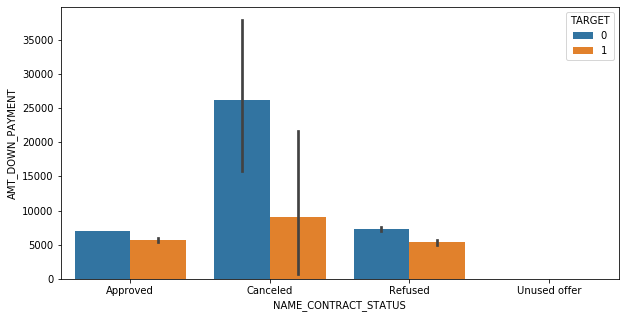 TARGET
0
1
35000
30000
25000
20000
15000
10000
5000
0
AMT_DOWN_PAYMENT
Approved Canceled Refused Unused offer
NAME_CONTRACT_STATUS